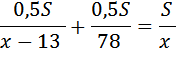 0,5S/(x − 13) + 0,5S/78 = S/x